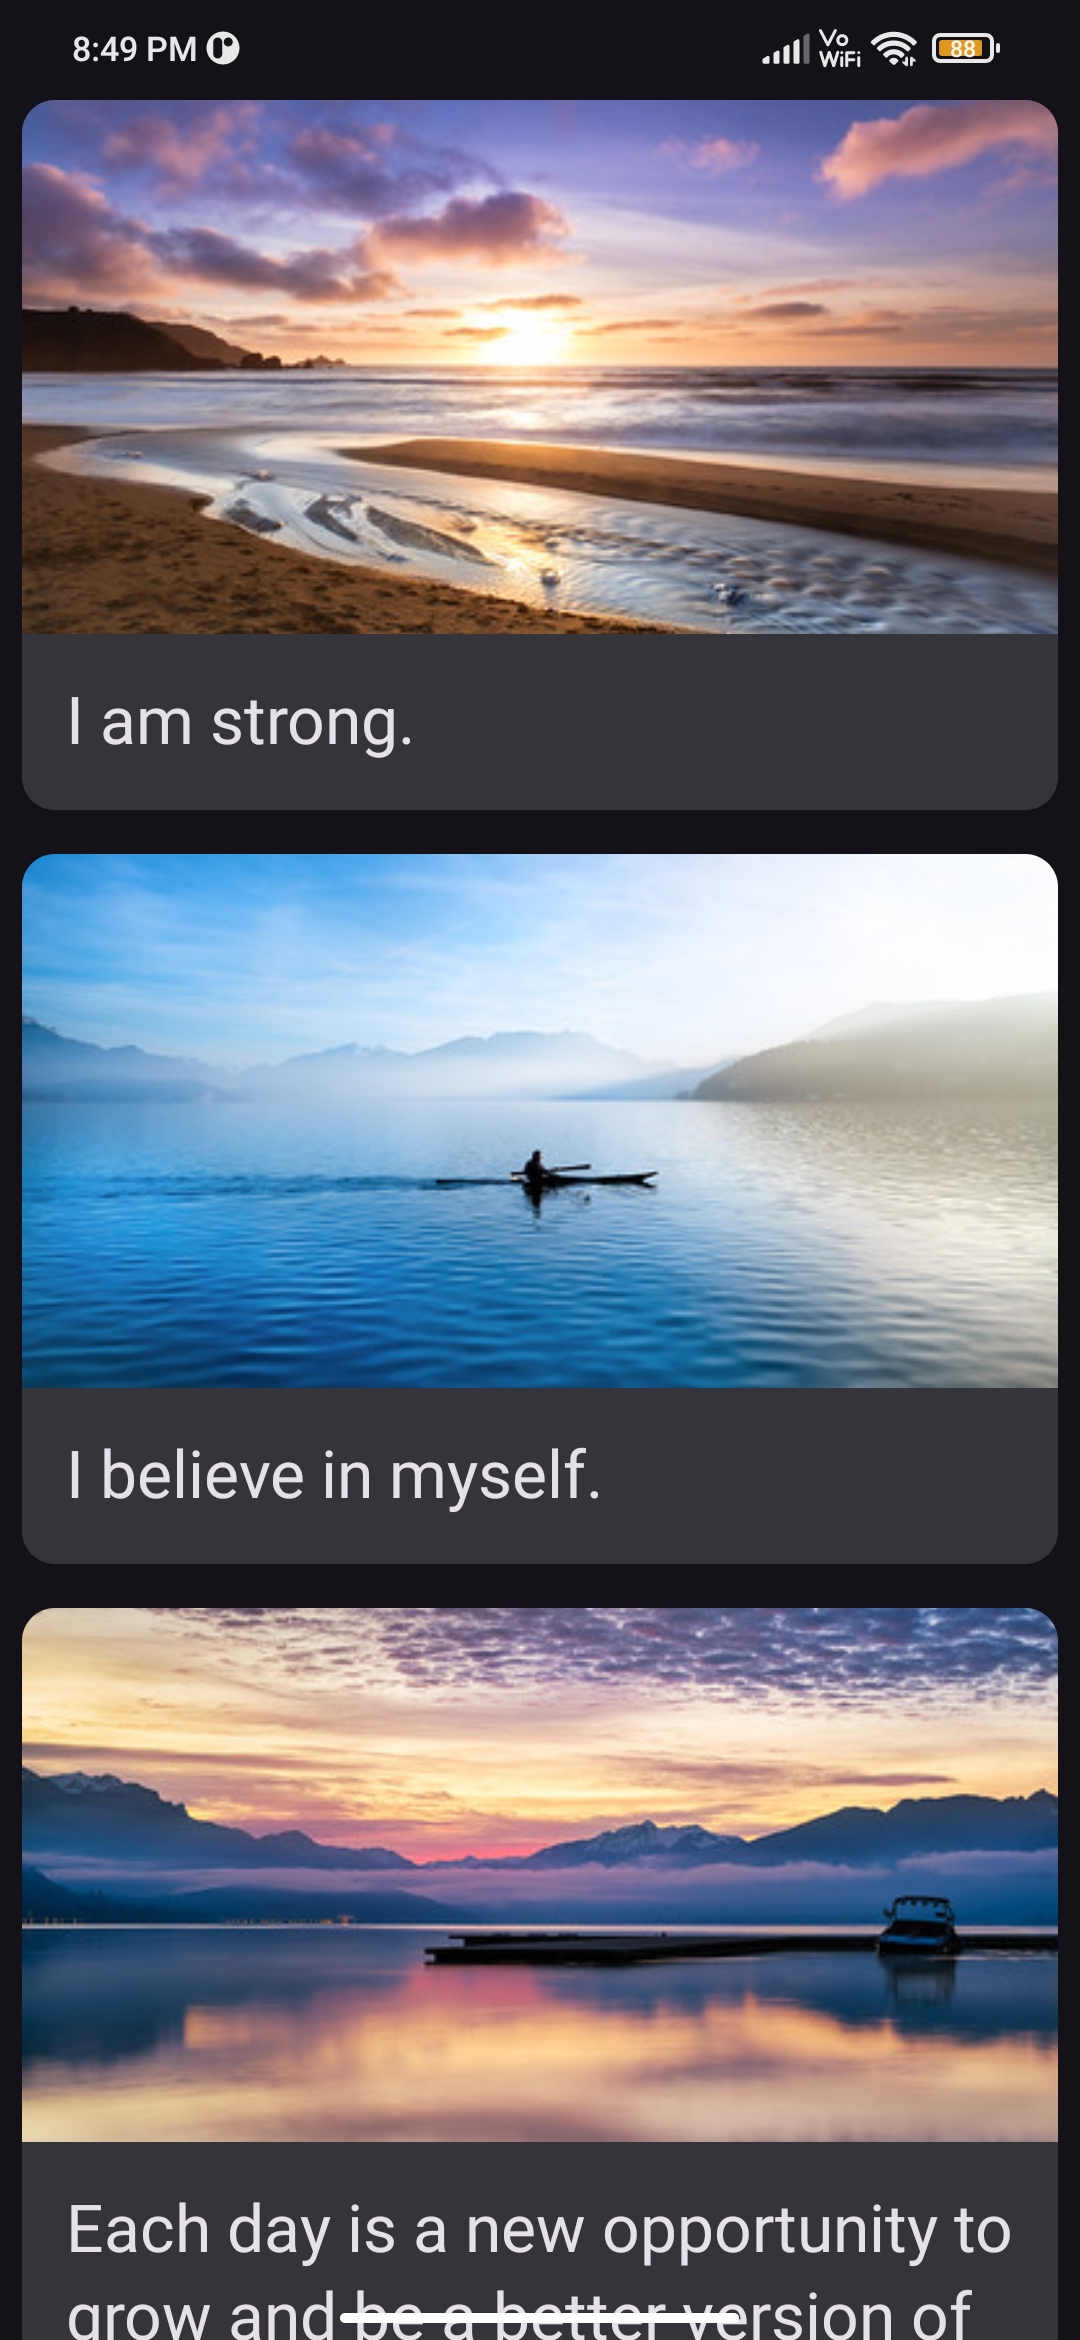 8:49 PM
Vo
WiFi
88
I am strong.
I believe in myself.
Each day is a new opportunity to
grow and be a better version of